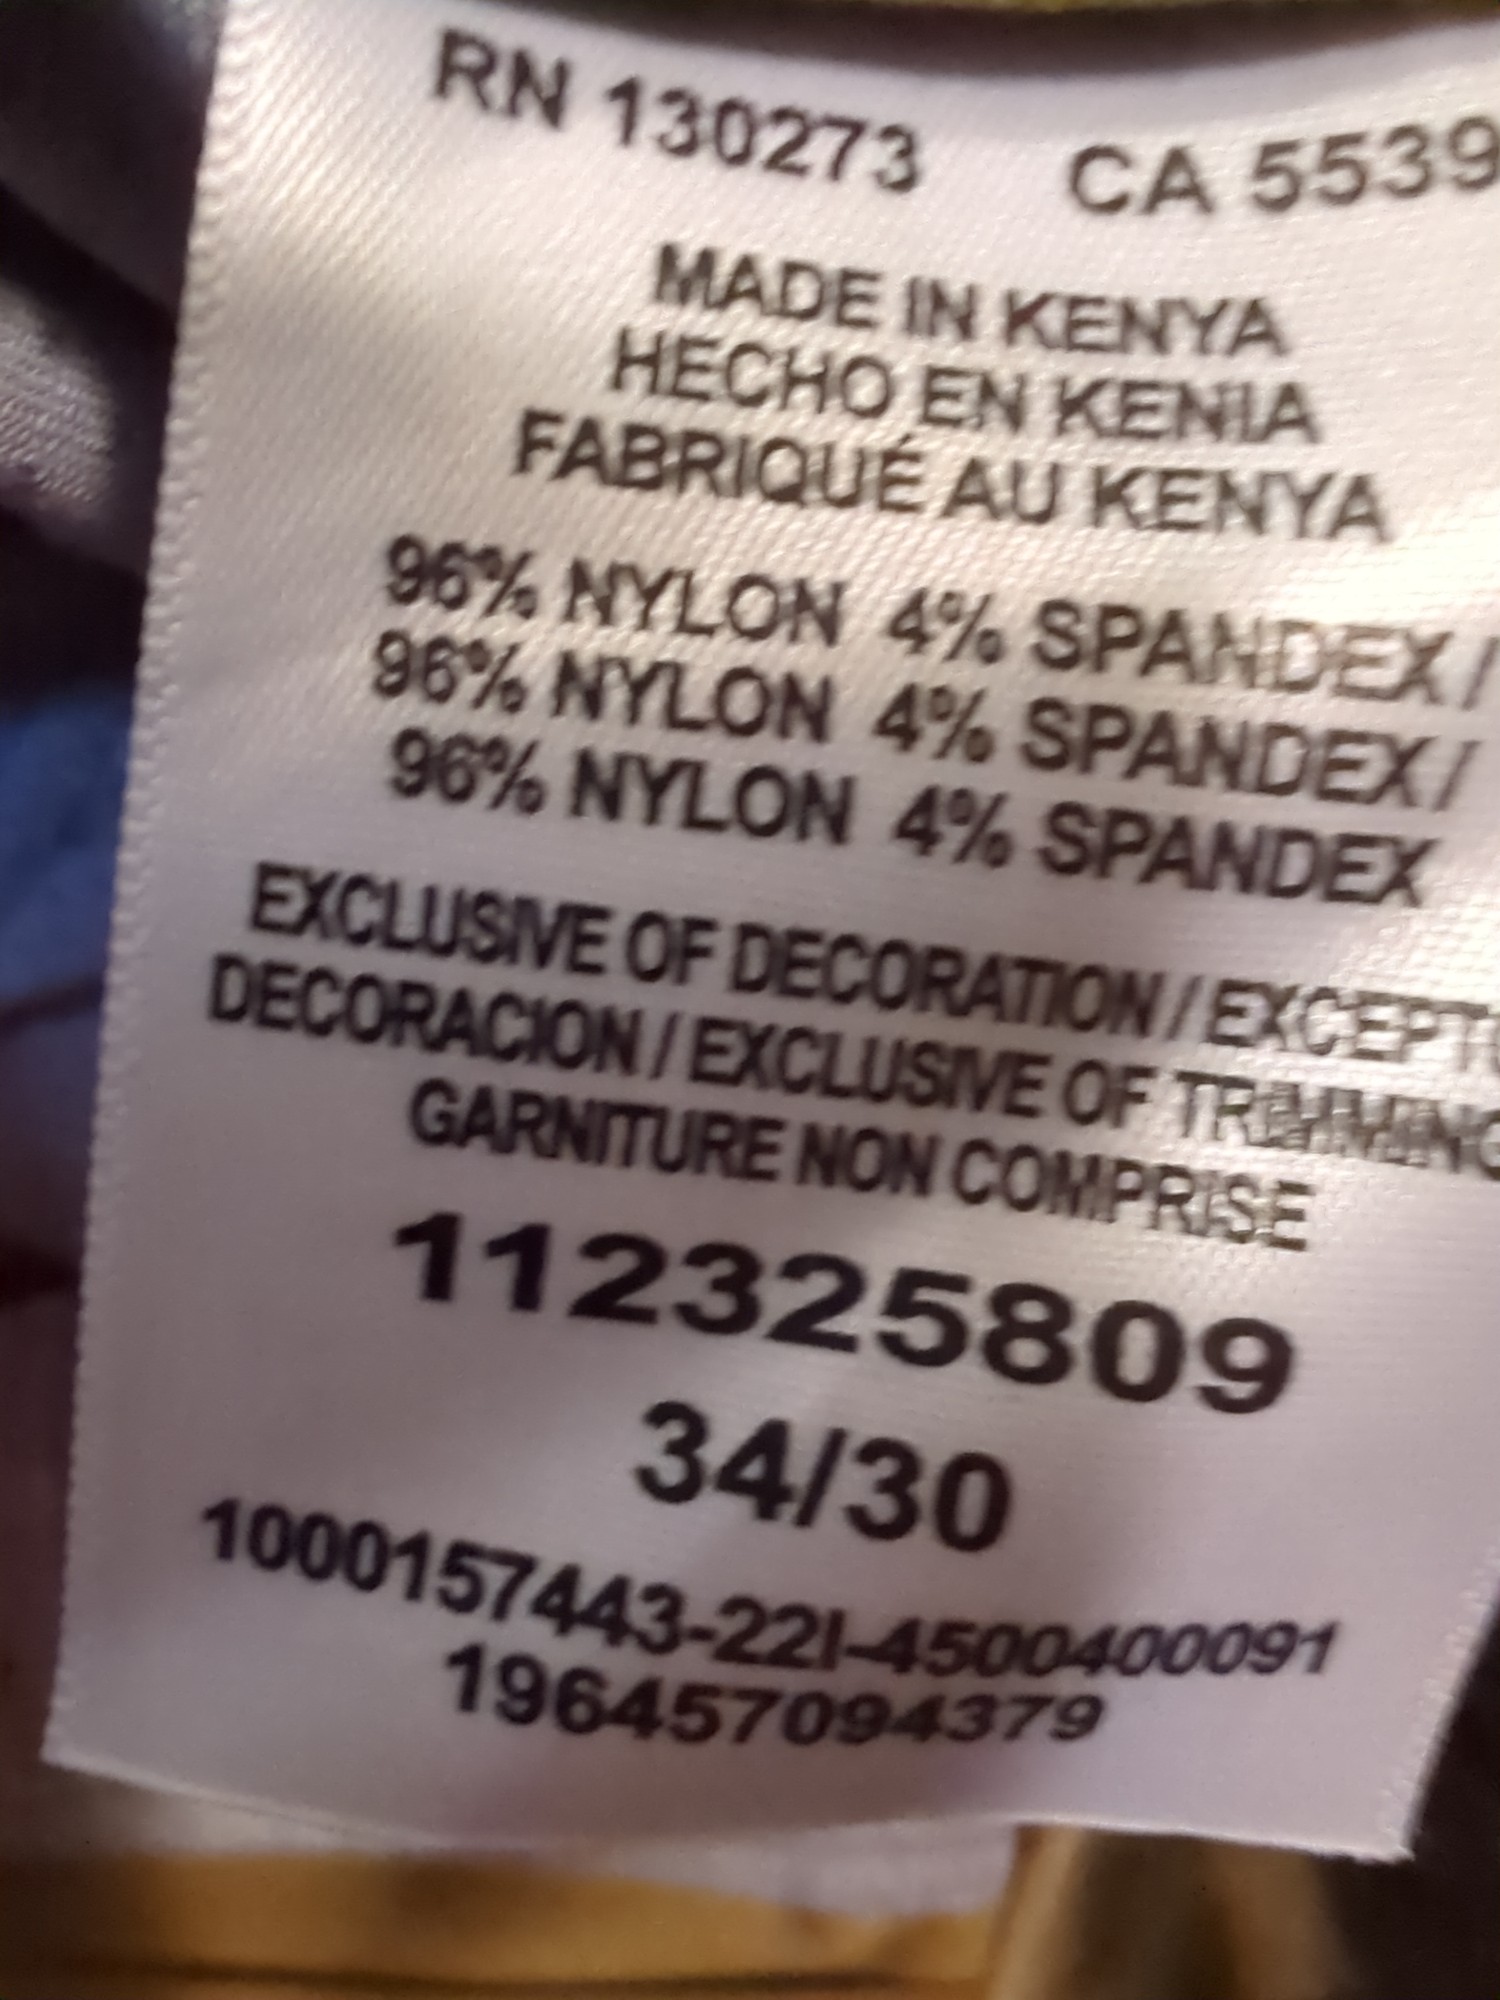 RN 130273 CA 5539
MADE IN KENYA
HECHO EN KENIA
FABRIQUÉ AU KENYA
96% NYLON 4% SPANDEX /
96% NYLON 4% SPANDEX /
96% NYLON 4% SPANDEX
EXCLUSIVE OF DECORATION / EXCEPTU
DECORACION / EXCLUSIVE OF TRIMMING
GARNITURE NON COMPRISE
112325809
34/30
1000157443-22I-4500400091
196457094379